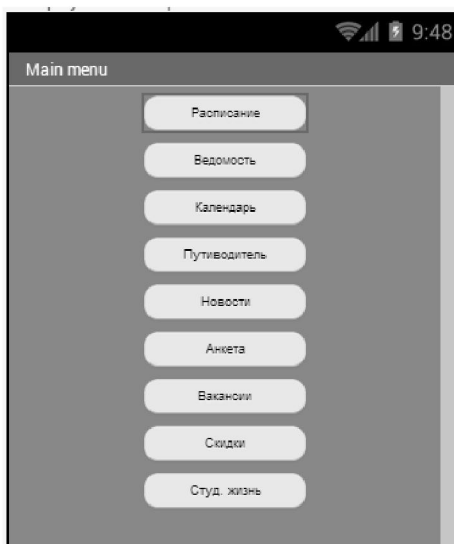 9:48
Main menu
Расписание
Ведомость
Календарь
Путиводитель
Новости
Анкета
Вакансии
Скидки
Студ. жизнь